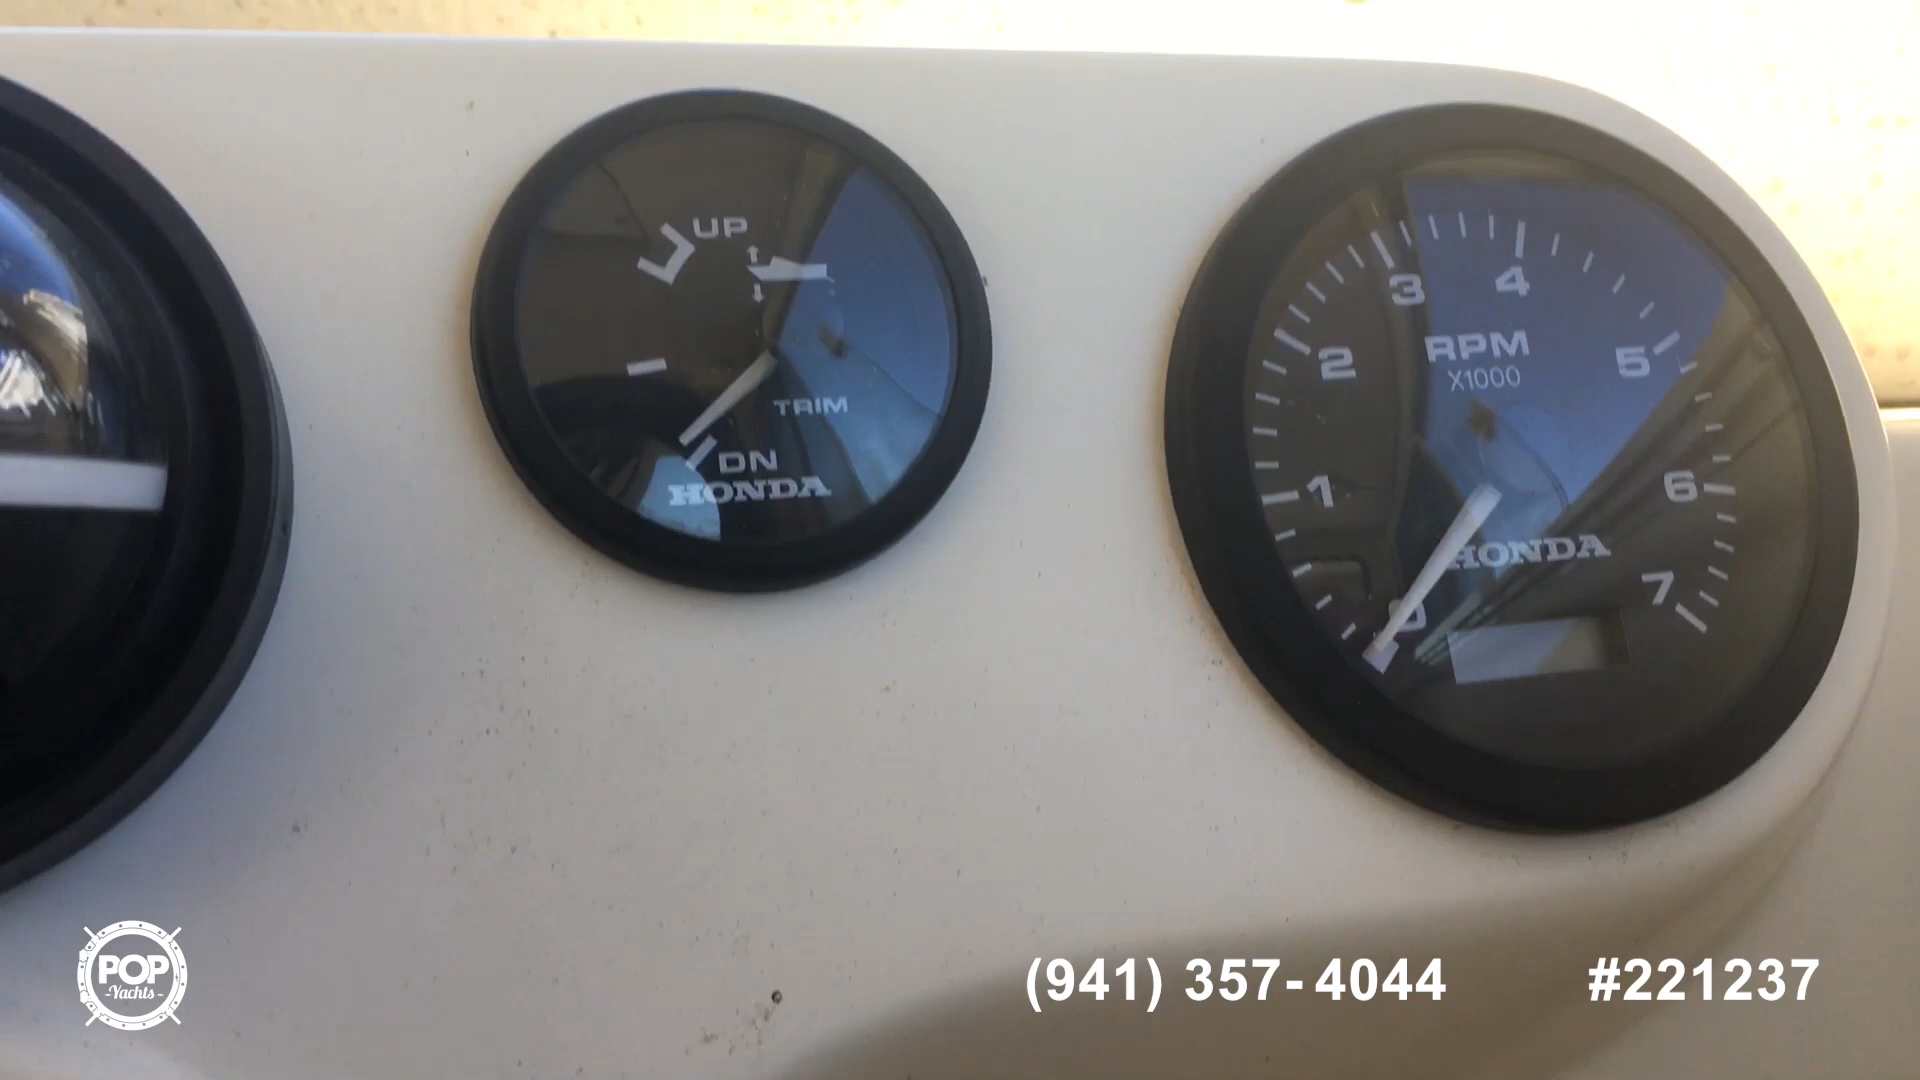 UP
TRIM
DN
HONDA
0
1
2
3
4
5
6
7
RPM
X1000
HONDA
POP
-Yachts-
(941) 357-4044
#221237